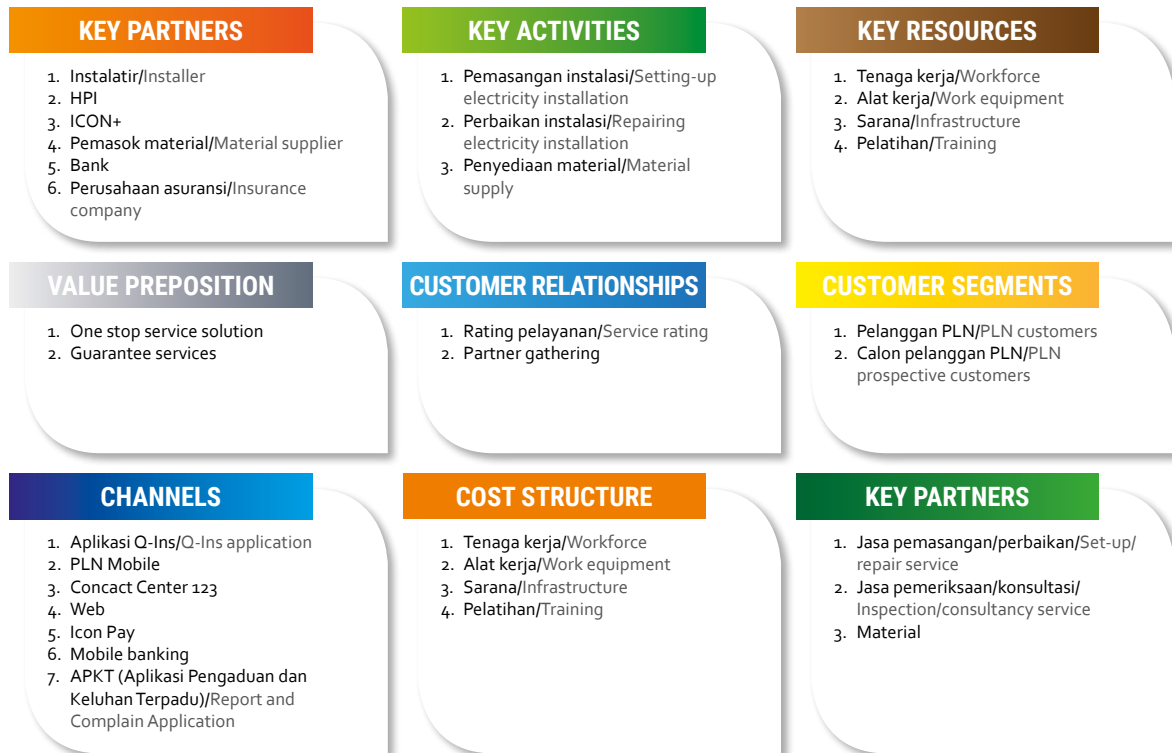 KEY PARTNERS
1. Instalatir/Installer
2. HPI
3. ICON+
4. Pemasok material/Material supplier
5. Bank
6. Perusahaan asuransi/Insurance
company
KEY ACTIVITIES
1. Pemasangan instalasi/Setting-up
electricity installation
2. Perbaikan instalasi/Repairing
electricity installation
3. Penyediaan material/Material
supply
KEY RESOURCES
1. Tenaga kerja/Workforce
2. Alat kerja/Work equipment
3. Sarana/Infrastructure
4. Pelatihan/Training
VALUE PREPOSITION
1. One stop service solution
2. Guarantee services
CUSTOMER RELATIONSHIPS
1. Rating pelayanan/Service rating
2. Partner gathering
CUSTOMER SEGMENTS
1. Pelanggan PLN/PLN customers
2. Calon pelanggan PLN/PLN
prospective customers
CHANNELS
1. Aplikasi Q-Ins/Q-Ins application
2. PLN Mobile
3. Concact Center 123
4. Web
5. Icon Pay
6. Mobile banking
7. APKT (Aplikasi Pengaduan dan
Keluhan Terpadu)/Report and
Complain Application
COST STRUCTURE
1. Tenaga kerja/Workforce
2. Alat kerja/Work equipment
3. Sarana/Infrastructure
4. Pelatihan/Training
KEY PARTNERS
1. Jasa pemasangan/perbaikan/Set-up/
repair service
2. Jasa pemeriksaan/konsultasi/
Inspection/consultancy service
3. Material